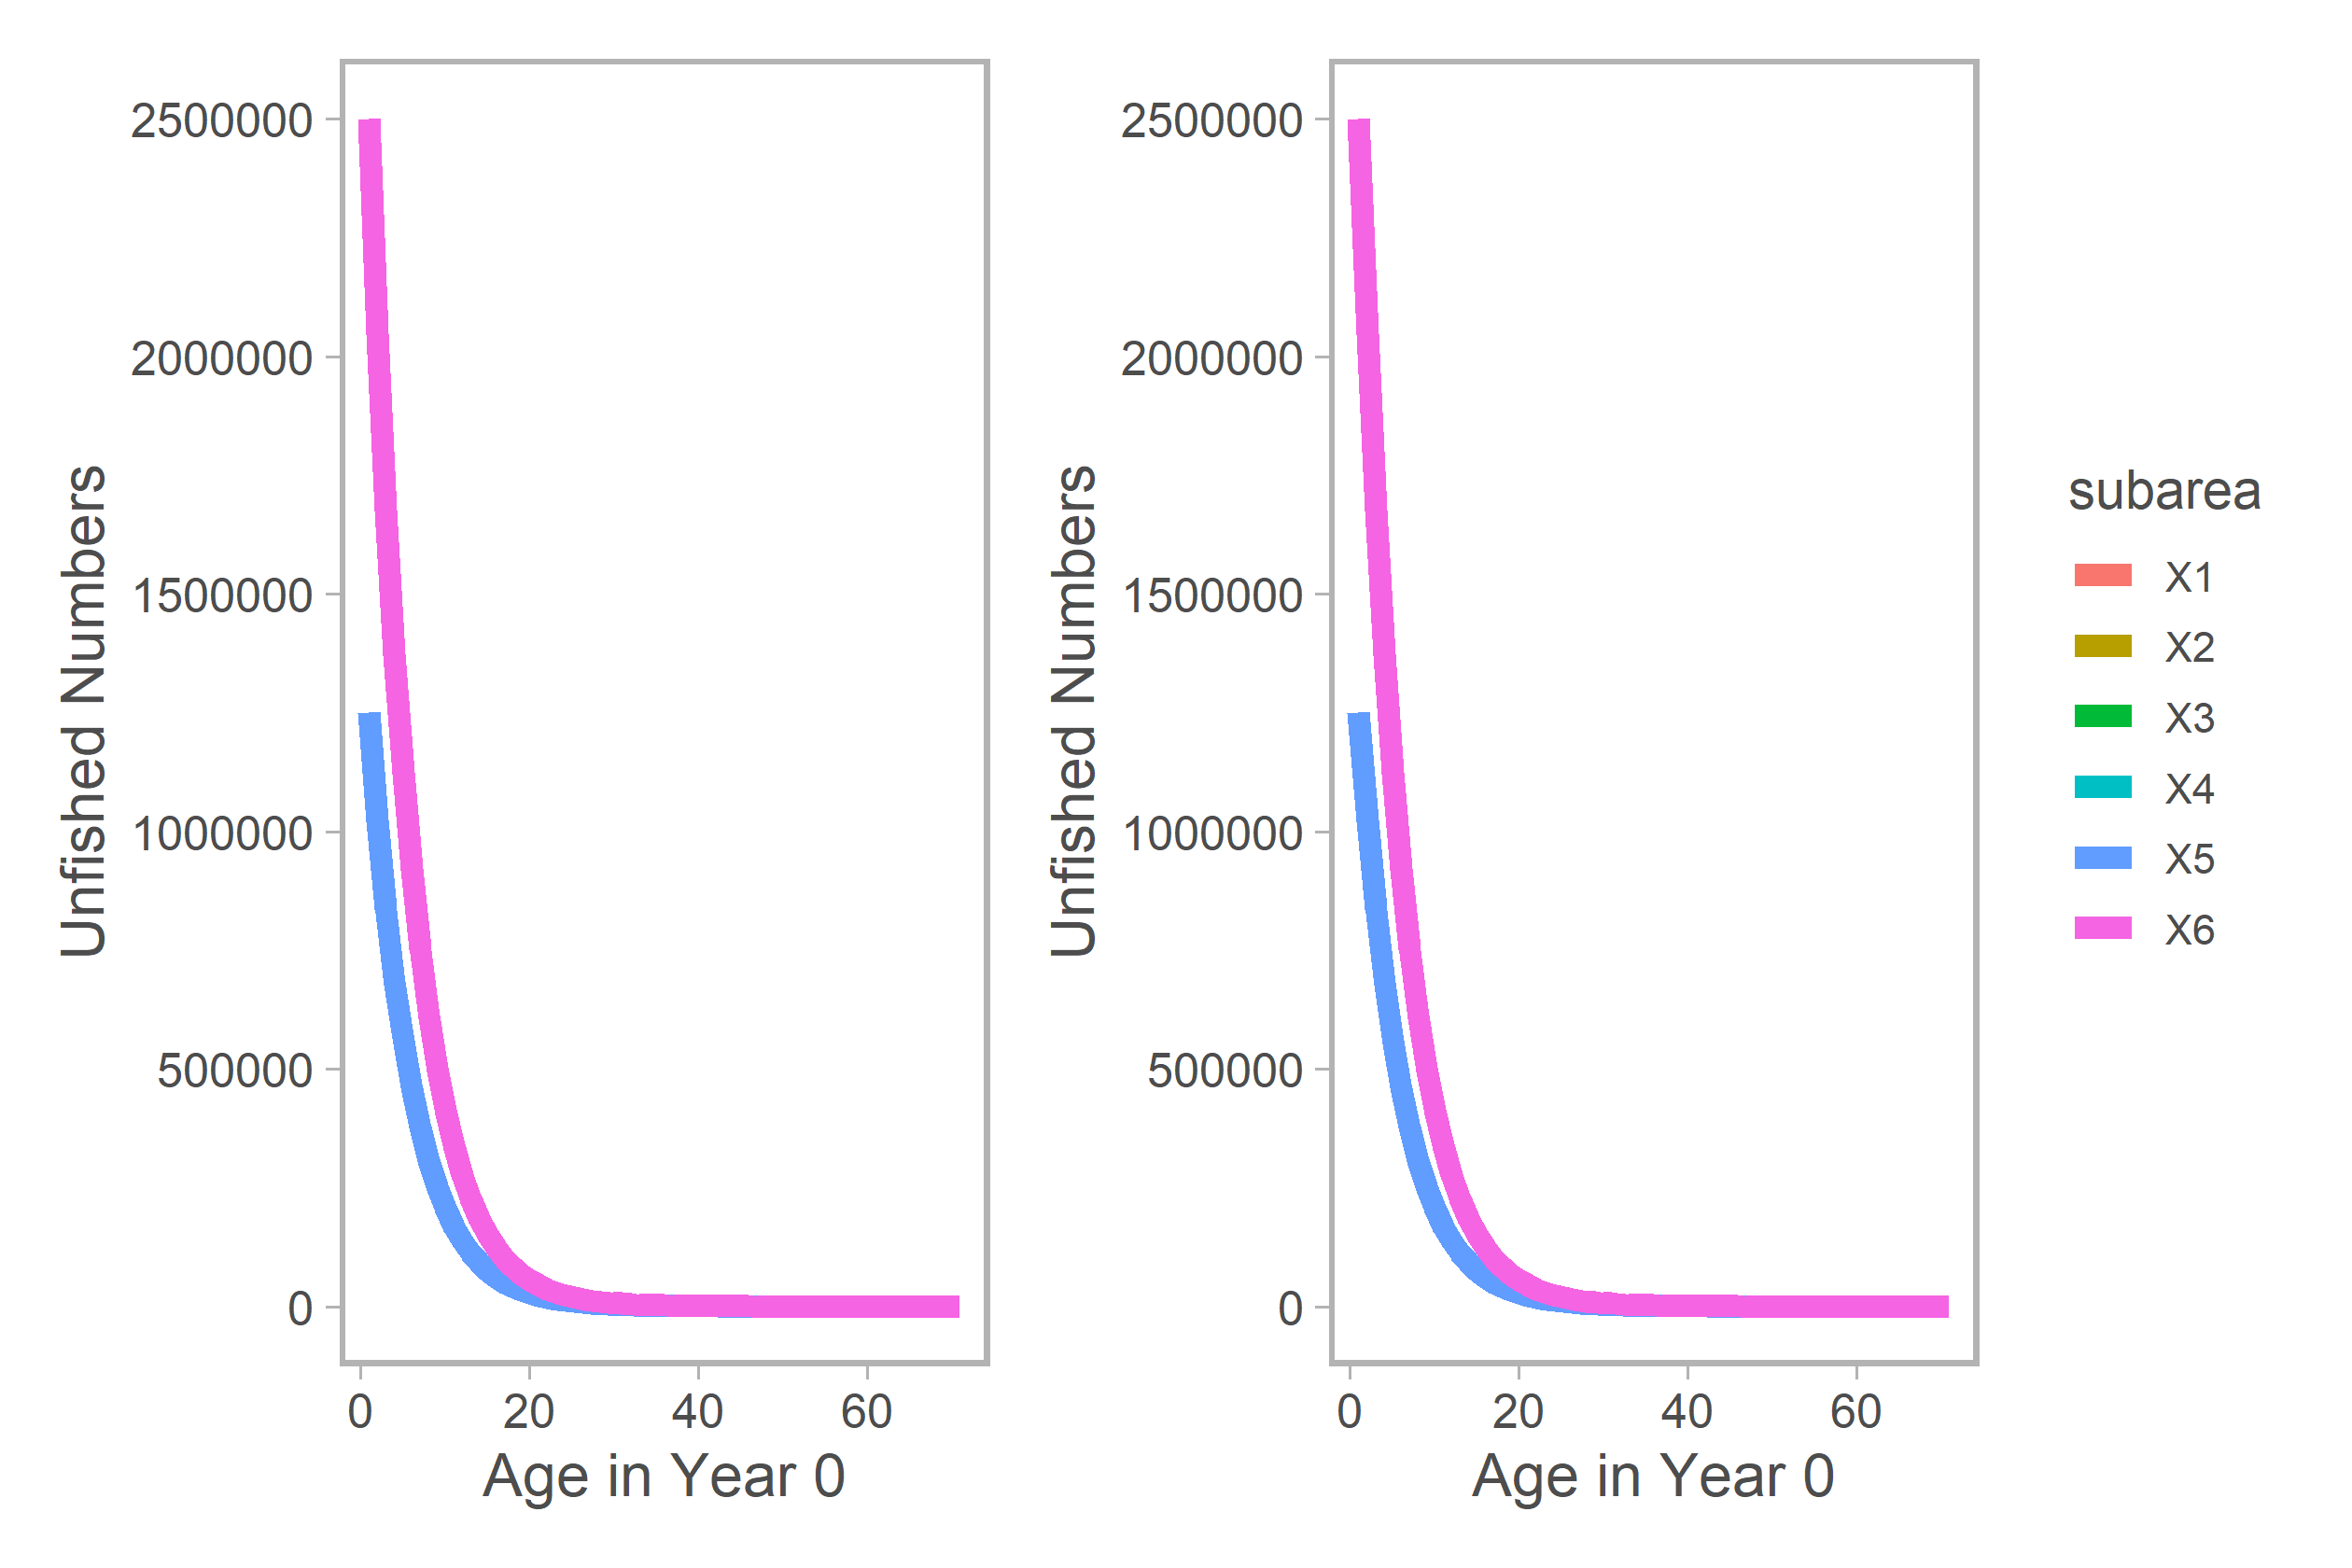 Unfished Numbers
2500000
2000000
1500000
1000000
500000
0
0 20 40 60
Age in Year 0
Unfished Numbers
2500000
2000000
1500000
1000000
500000
0
0 20 40 60
Age in Year 0
subarea
X1
X2
X3
X4
X5
X6